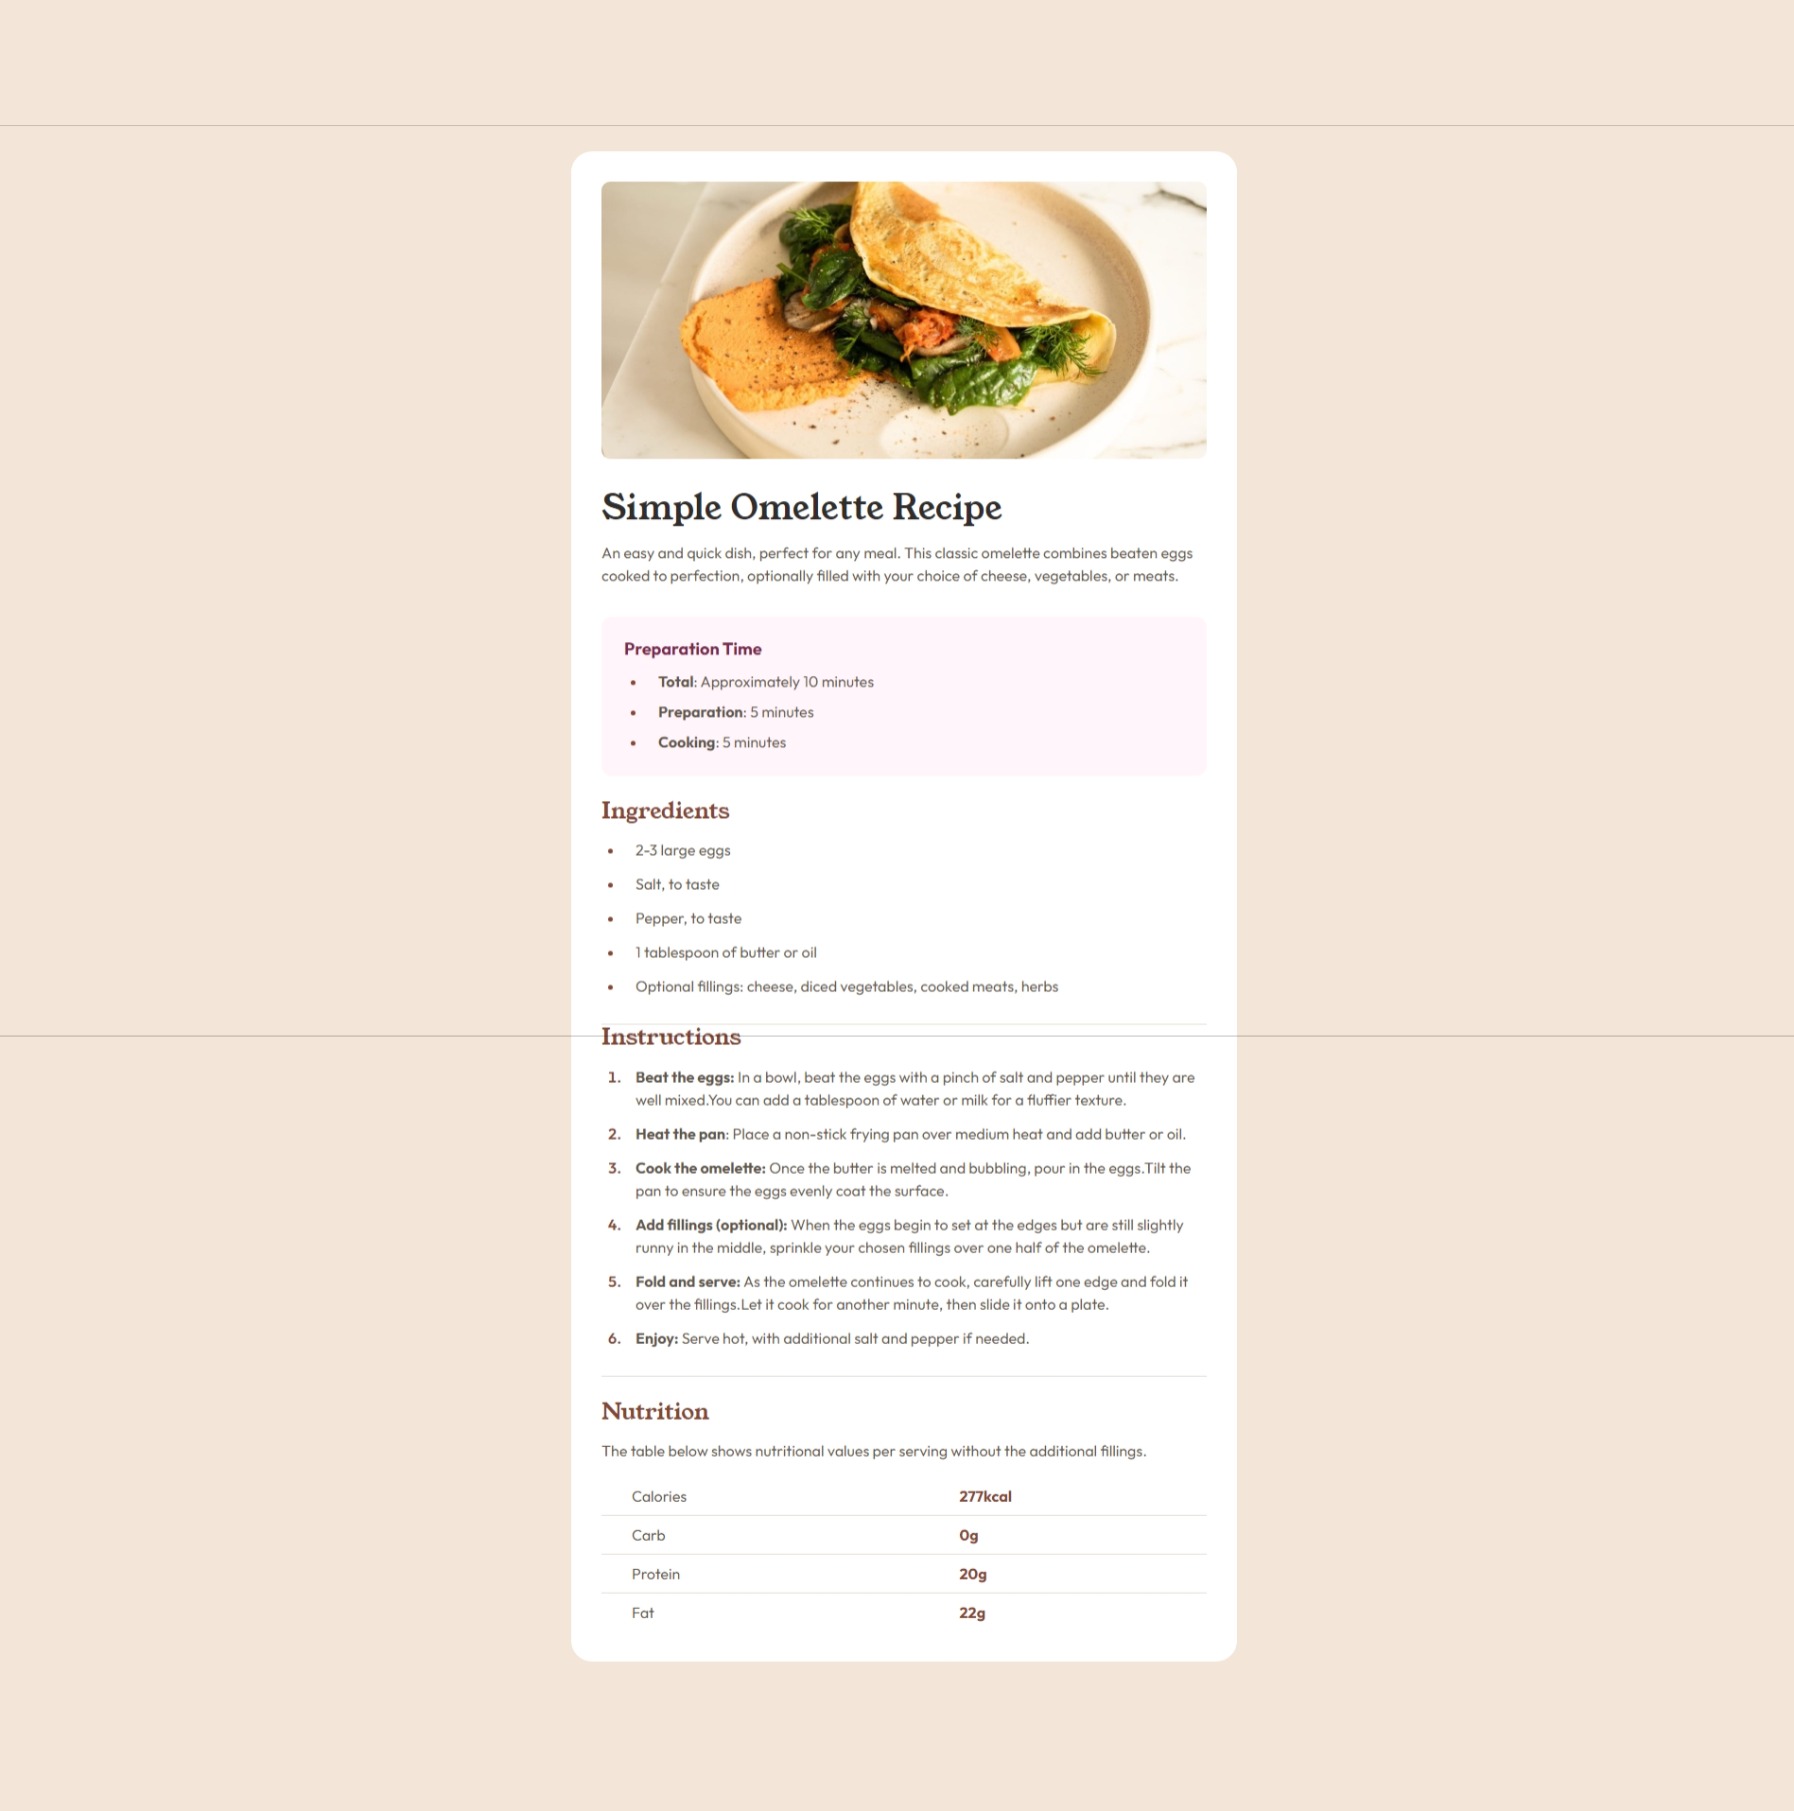 Simple Omelette Recipe
An easy and quick dish, perfect for any meal. This classic omelette combines beaten eggs
cooked to perfection, optionally filled with your choice of cheese, vegetables, or meats.
Preparation Time
• Total: Approximately 10 minutes
• Preparation: 5 minutes
• Cooking: 5 minutes
Ingredients
• 2-3 large eggs
• Salt, to taste
• Pepper, to taste
• 1 tablespoon of butter or oil
• Optional fillings: cheese, diced vegetables, cooked meats, herbs
Instructions
1. Beat the eggs: In a bowl, beat the eggs with a pinch of salt and pepper until they are
well mixed.You can add a tablespoon of water or milk for a fluffier texture.
2. Heat the pan: Place a non-stick frying pan over medium heat and add butter or oil.
3. Cook the omelette: Once the butter is melted and bubbling, pour in the eggs.Tilt the
pan to ensure the eggs evenly coat the surface.
4. Add fillings (optional): When the eggs begin to set at the edges but are still slightly
runny in the middle, sprinkle your chosen fillings over one half of the omelette.
5. Fold and serve: As the omelette continues to cook, carefully lift one edge and fold it
over the fillings.Let it cook for another minute, then slide it onto a plate.
6. Enjoy: Serve hot, with additional salt and pepper if needed.
Nutrition
The table below shows nutritional values per serving without the additional fillings.
Calories 277kcal
Carb 0g
Protein 20g
Fat 22g